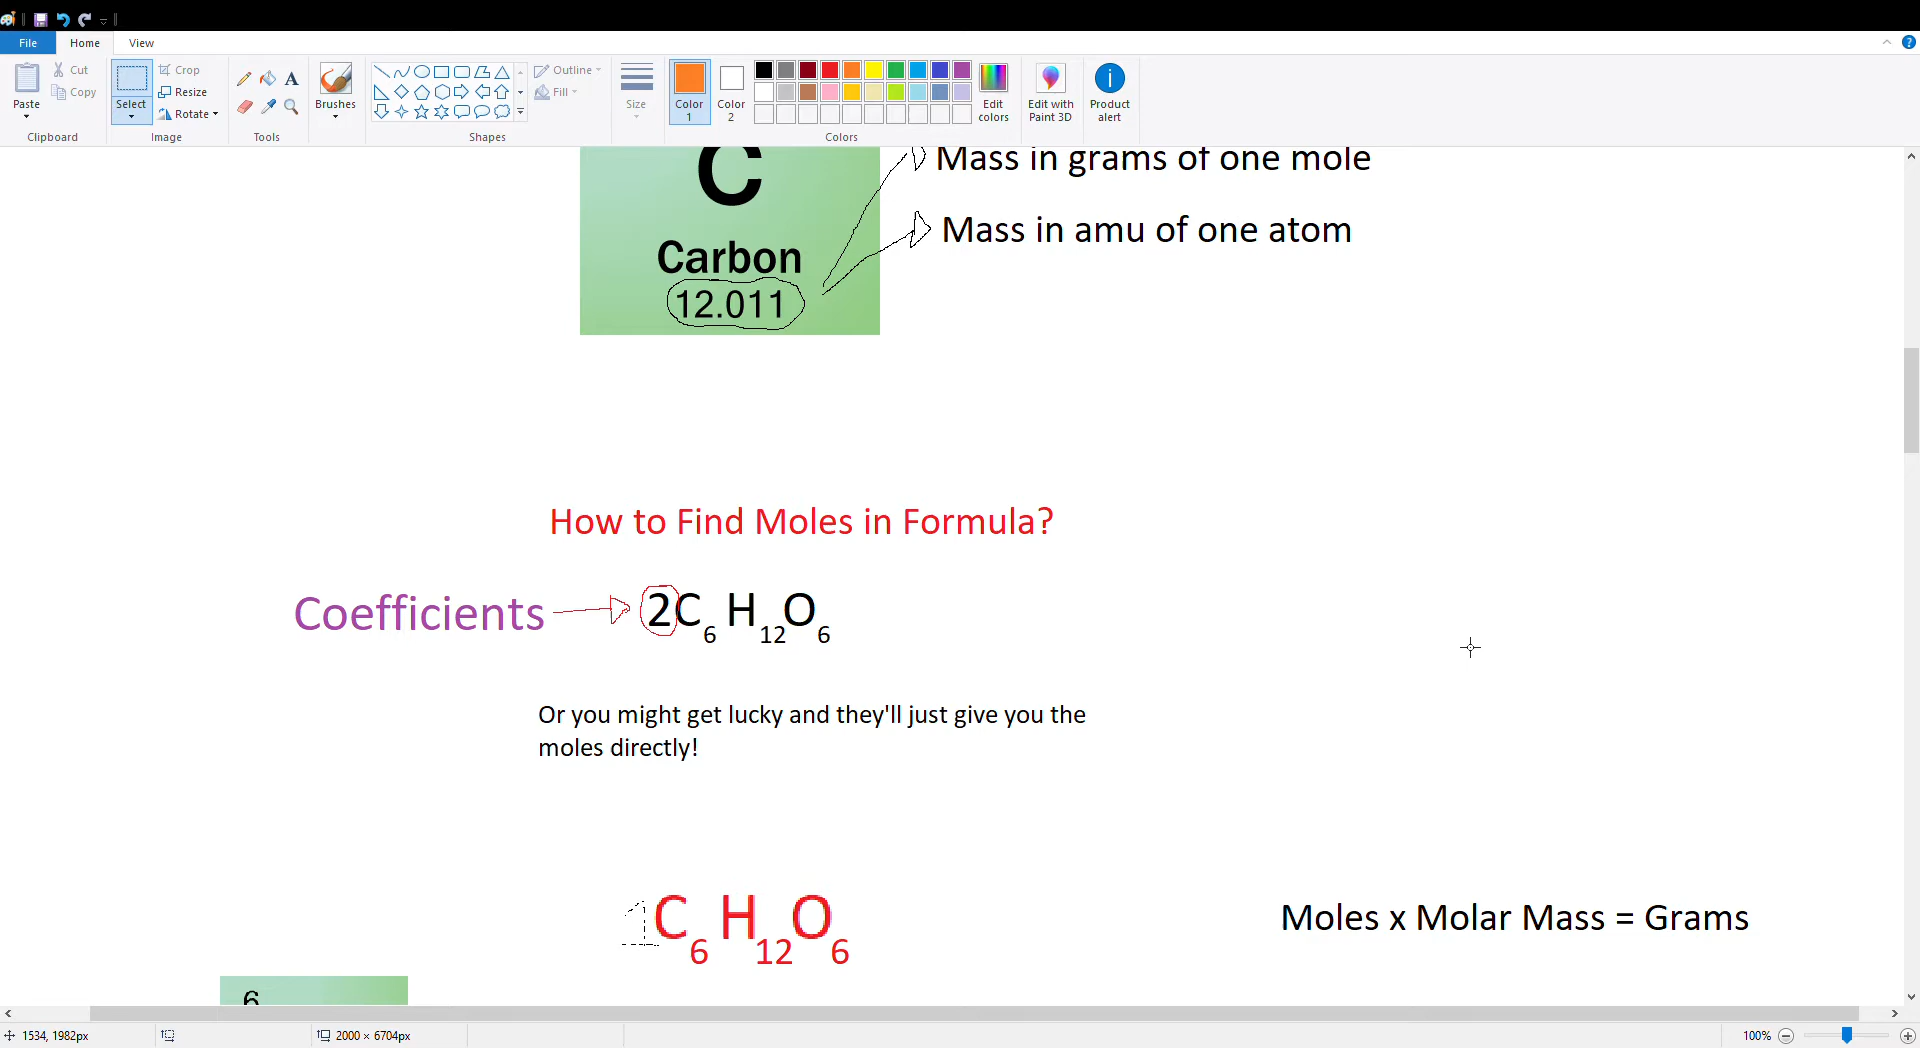 File Home View
Paste
Cut
Copy
Clipboard
Select
Crop
Resize
Rotate
Image
A
Tools
Brushes
Shapes
Outline
Fill
Size
Color 1
Color 2
Edit colors
Colors
Edit with Paint 3D
Product alert
C
Carbon
12.011
Mass in grams of one mole
Mass in amu of one atom
How to Find Moles in Formula?
Coefficients
2C6 H12O6
Or you might get lucky and they'll just give you the
moles directly!
1C6 H12O6
Moles x Molar Mass = Grams
6
1534, 1982px
2000 × 6704px
100%